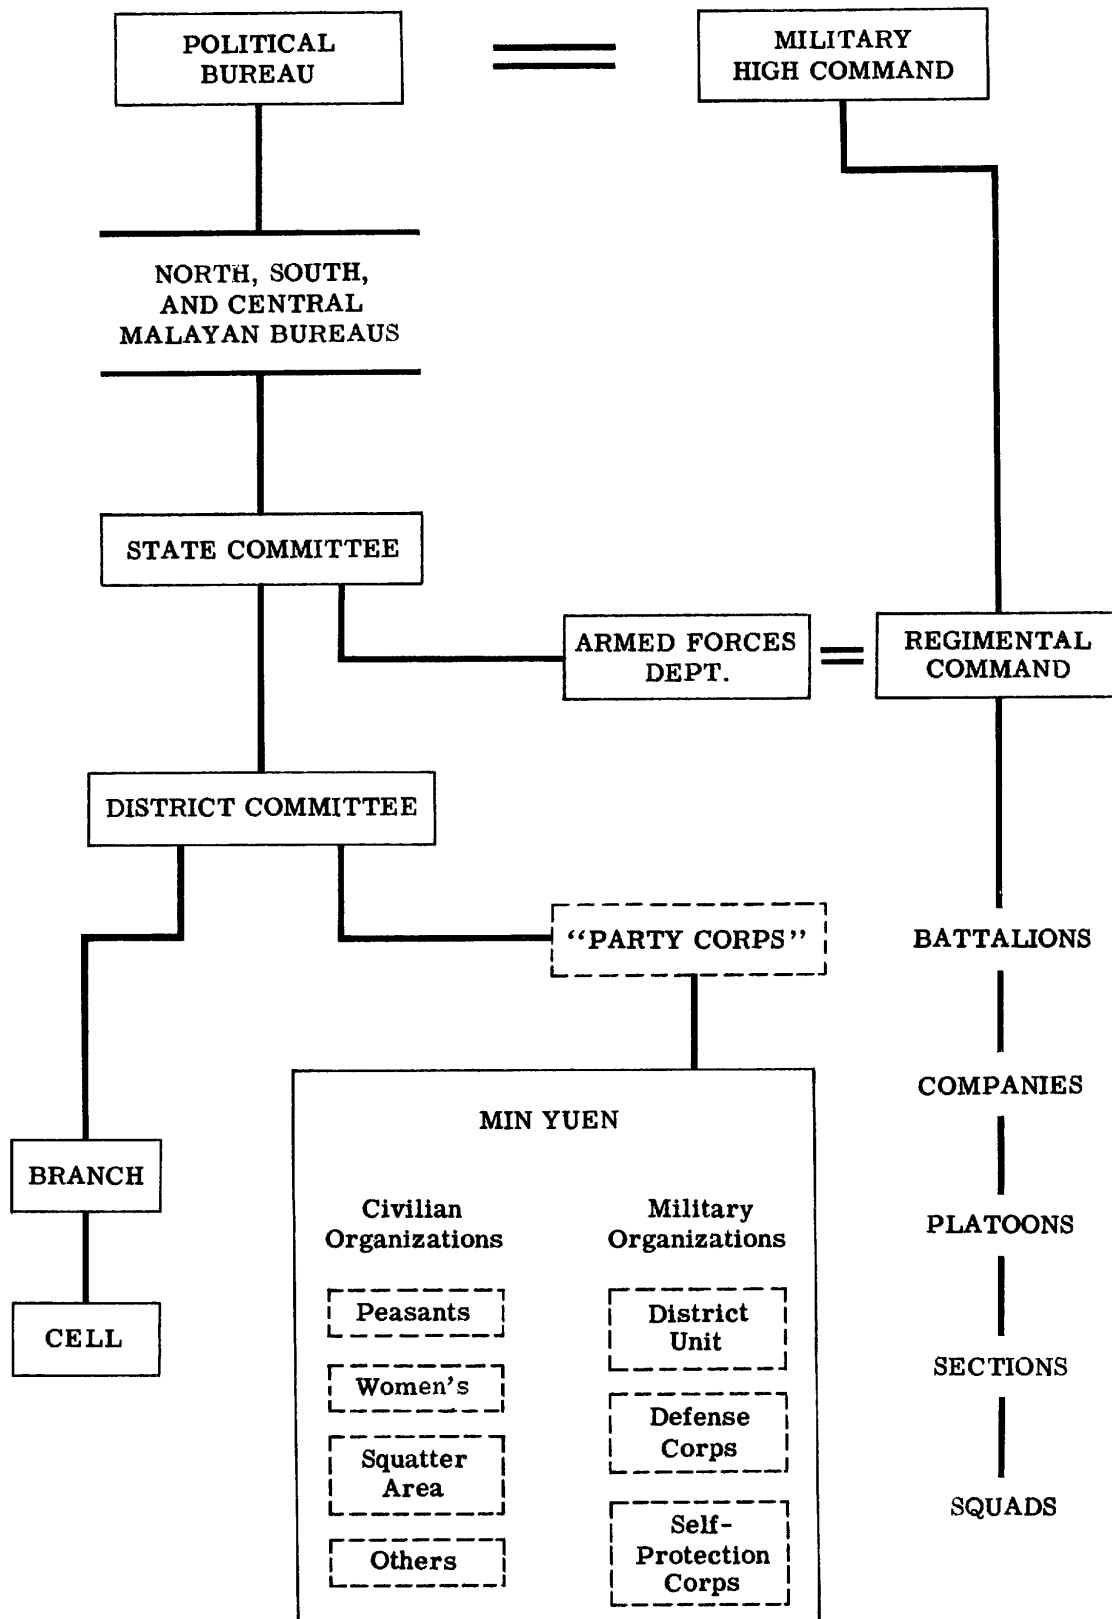 POLITICAL
BUREAU
MILITARY
HIGH COMMAND
NORTH, SOUTH,
AND CENTRAL
MALAYAN BUREAUS
STATE COMMITTEE
ARMED FORCES
DEPT.
REGIMENTAL
COMMAND
DISTRICT COMMITTEE
“PARTY CORPS”
BATTALIONS
COMPANIES
PLATOONS
SECTIONS
SQUADS
BRANCH
CELL
MIN YUEN
Civilian
Organizations
Peasants
Women's
Squatter
Area
Others
Military
Organizations
District
Unit
Defense
Corps
Self-
Protection
Corps